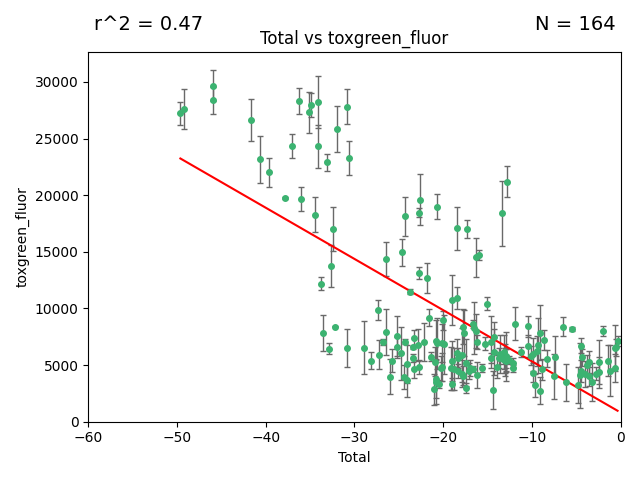 r^2 = 0.47
N = 164
Total vs toxgreen_fluor
30000
25000
20000
15000
10000
5000
0
toxgreen_fluor
−60
−50
−40
−30
−20
−10
0
Total